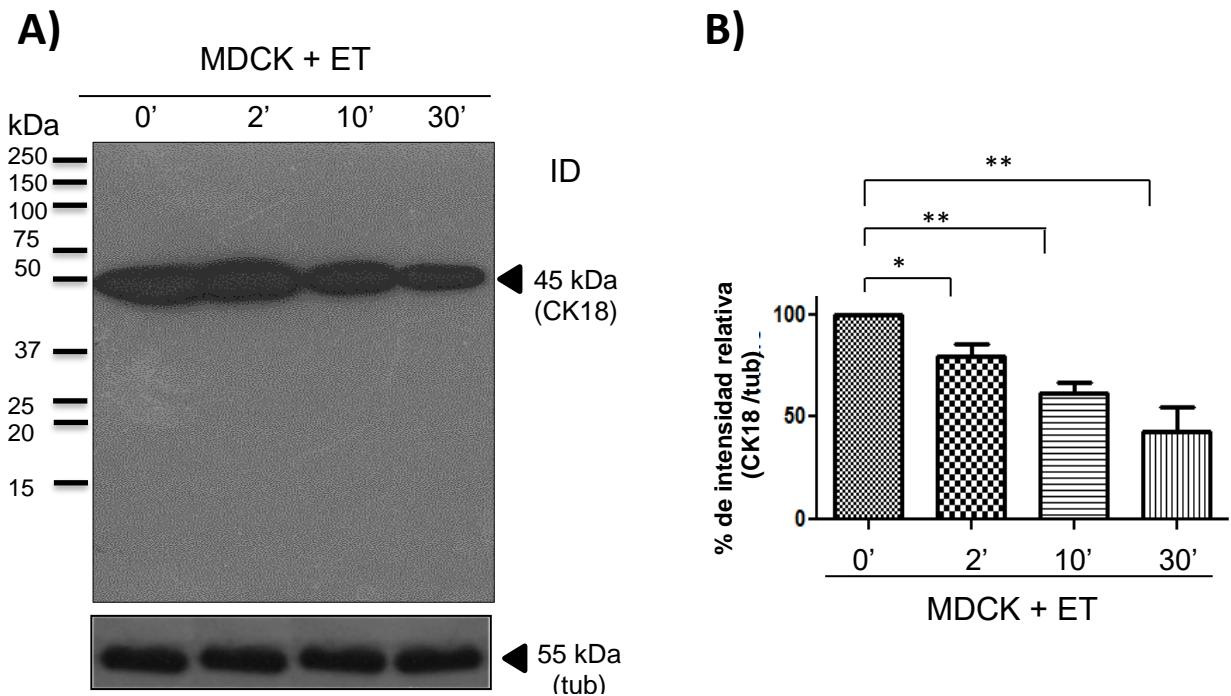 A)
MDCK + ET
0’ 2’ 10’ 30’
kDa
250
150
100
75
50
37
25
20
15
ID
45 kDa
(CK18)
55 kDa
(tub)
B)
**
**
*
% de intensidad relativa
(CK18 /tub)
100
50
0
0’ 2’ 10’ 30’
MDCK + ET